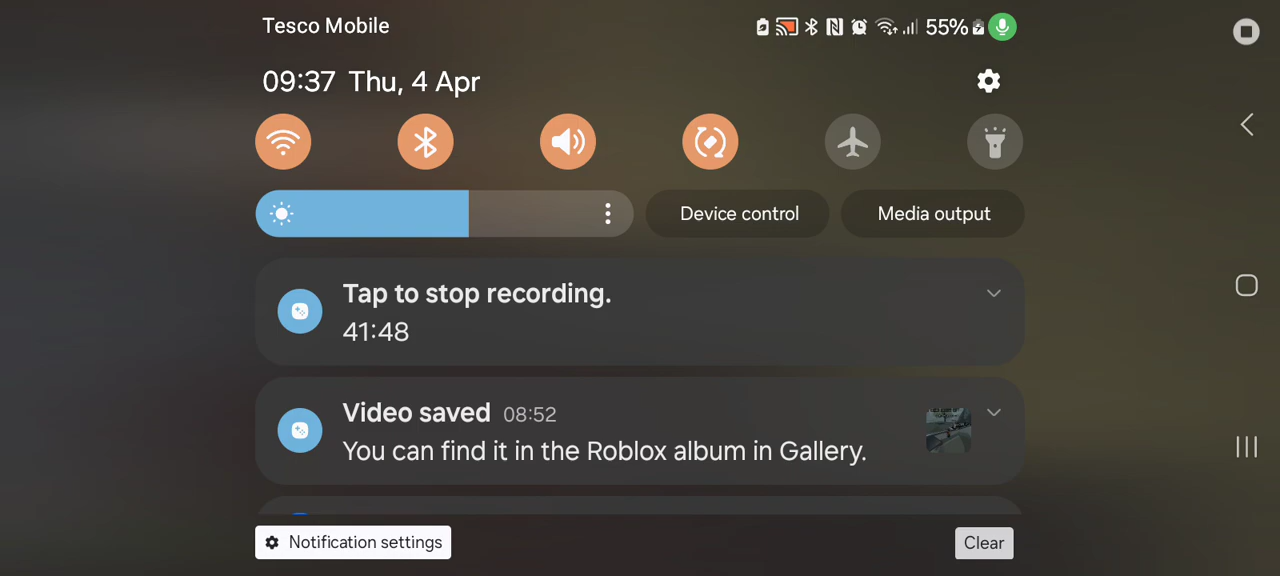 Tesco Mobile
55%
09:37 Thu, 4 Apr
Device control
Media output
Tap to stop recording.
41:48
Video saved 08:52
You can find it in the Roblox album in Gallery.
Notification settings
Clear